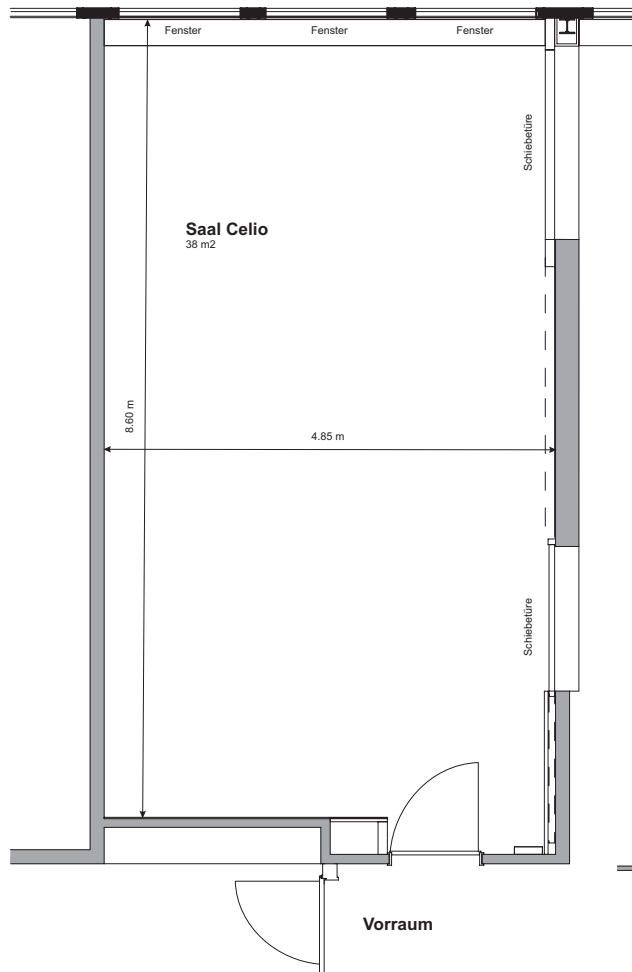 Fenster
Fenster
Fenster
Schiebetüre
Saal Celio
38 m2
8.60 m
4.85 m
Schiebetüre
Vorraum